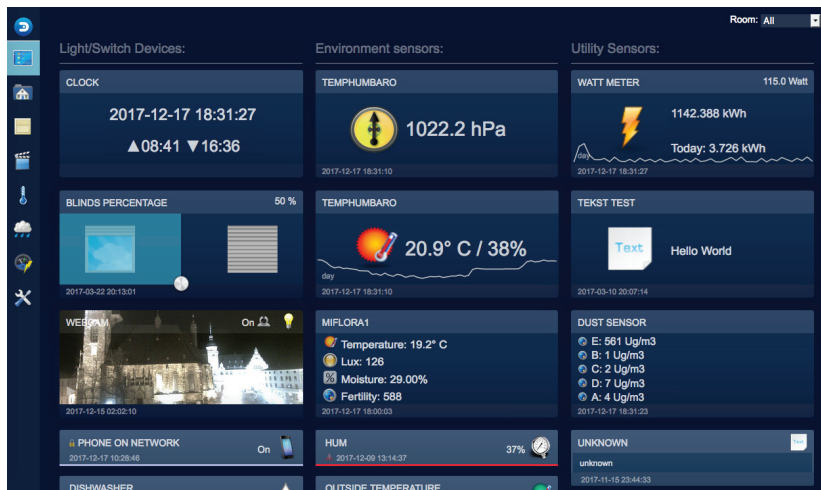 Room: All
Light/Switch Devices:
Environment sensors:
Utility Sensors:
CLOCK
2017-12-17 18:31:27
▲08:41 ▼16:36
TEMPHUMBARO
1022.2 hPa
2017-12-17 18:31:10
WATT METER
115.0 Watt
1142.388 kWh
Today: 3.726 kWh
day
2017-12-17 18:31:27
BLINDS PERCENTAGE
50 %
2017-03-22 20:13:01
TEMPHUMBARO
20.9° C / 38%
day
2017-12-17 18:31:10
TEKST TEST
Text
Hello World
2017-03-10 20:07:14
WEBCAM
On
2017-12-15 02:02:10
MIFLORA1
Temperature: 19.2° C
Lux: 126
% Moisture: 29.00%
Fertility: 588
2017-12-17 18:00:03
DUST SENSOR
E: 561 Ug/m3
B: 1 Ug/m3
C: 2 Ug/m3
D: 7 Ug/m3
A: 4 Ug/m3
2017-12-17 18:31:23
PHONE ON NETWORK
On
2017-12-17 10:28:46
HUM
37%
2017-12-09 13:14:37
UNKNOWN
Text
unknown
2017-11-15 23:44:33
DISHWASHER
OUTSIDE TEMPERATURE